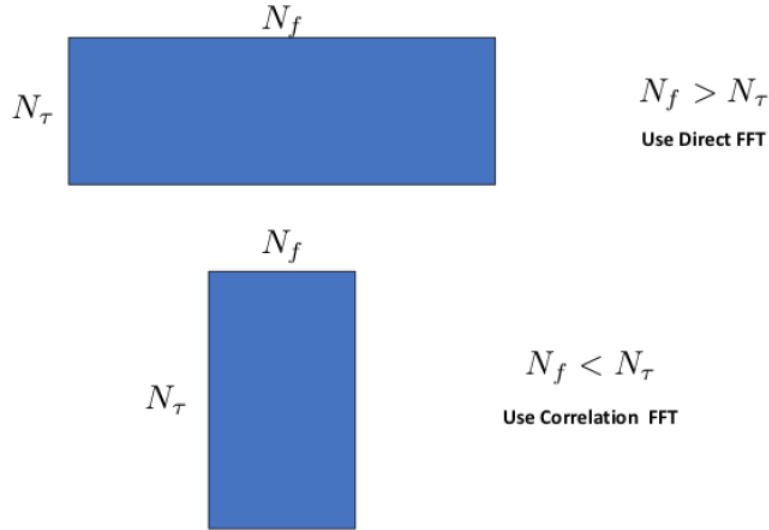 N_f
N_τ
N_f > N_τ
Use Direct FFT
N_f
N_τ
N_f < N_τ
Use Correlation FFT